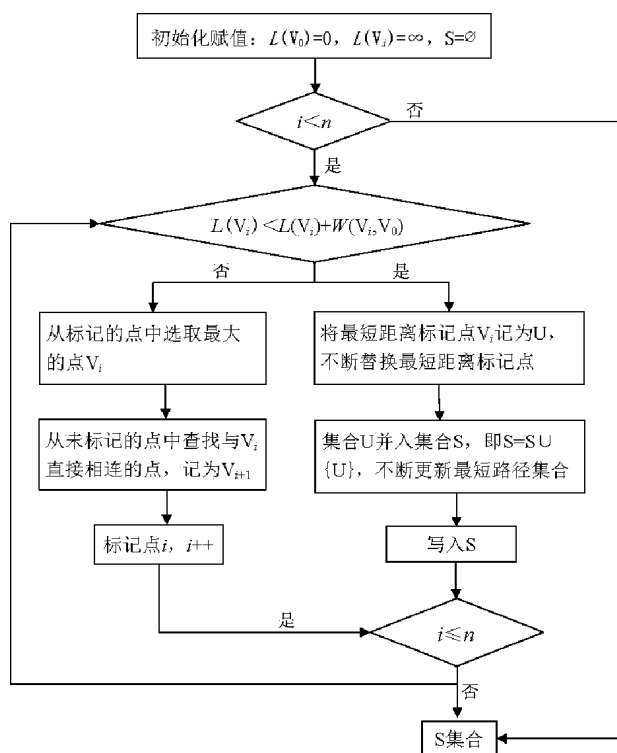 初始化赋值：L(V₀)=0，L(Vᵢ)=∞，S=∅
i<n
否
是
L(Vᵢ)<L(Vᵢ)+W(Vᵢ,V₀)
否
是
从标记的点中选取最大
的点Vᵢ
将最短距离标记点Vᵢ记为U，
不断替换最短距离标记点
从未标记的点中查找与Vᵢ
直接相连的点，记为Vᵢ₊₁
集合U并入集合S，即S=S∪
{U}，不断更新最短路径集合
标记点i，i++
写入S
是
i≤n
否
S集合